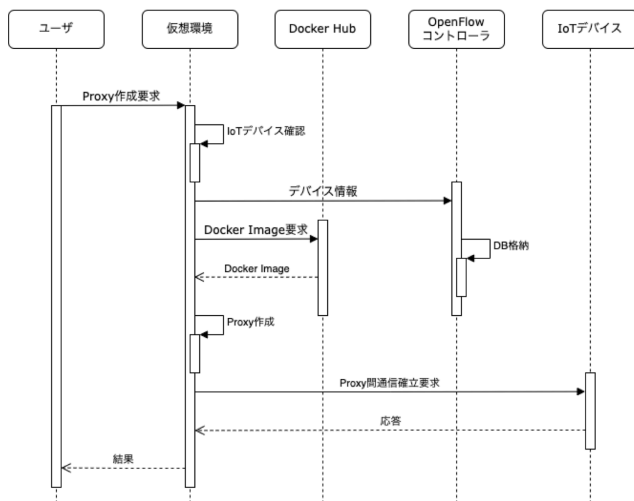 ユーザ
仮想環境
Docker Hub
OpenFlow
コントローラ
IoTデバイス
Proxy作成要求
IoTデバイス確認
デバイス情報
Docker Image要求
DB格納
Docker Image
Proxy作成
Proxy間通信確立要求
応答
結果